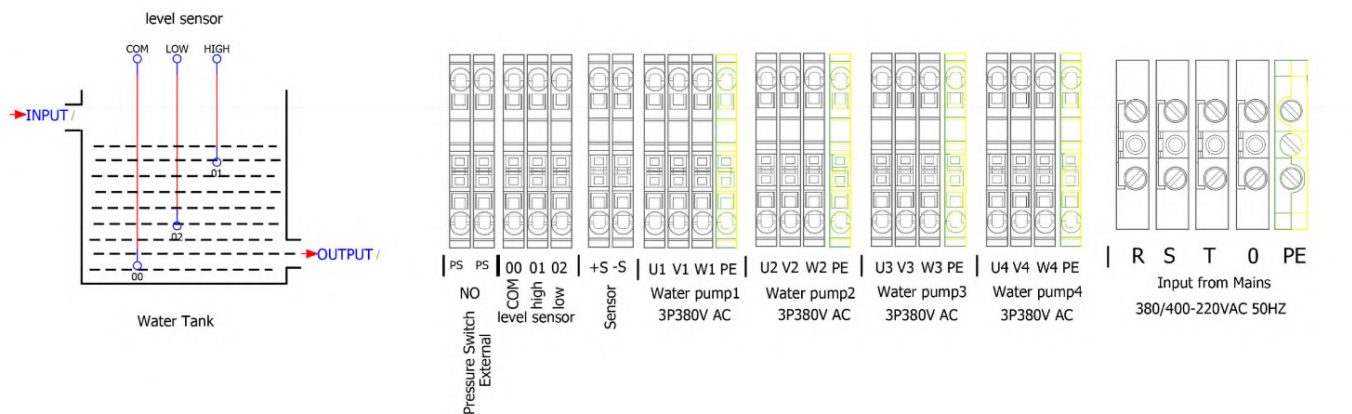 level sensor
COM LOW HIGH
INPUT /
01
02
00
OUTPUT /
Water Tank
PS PS
NO
Pressure Switch
External
00 01 02
COM
high
low
level sensor
+S -S
Sensor
U1 V1 W1 PE
Water pump1
3P380V AC
U2 V2 W2 PE
Water pump2
3P380V AC
U3 V3 W3 PE
Water pump3
3P380V AC
U4 V4 W4 PE
Water pump4
3P380V AC
R S T 0 PE
Input from Mains
380/400-220VAC 50HZ